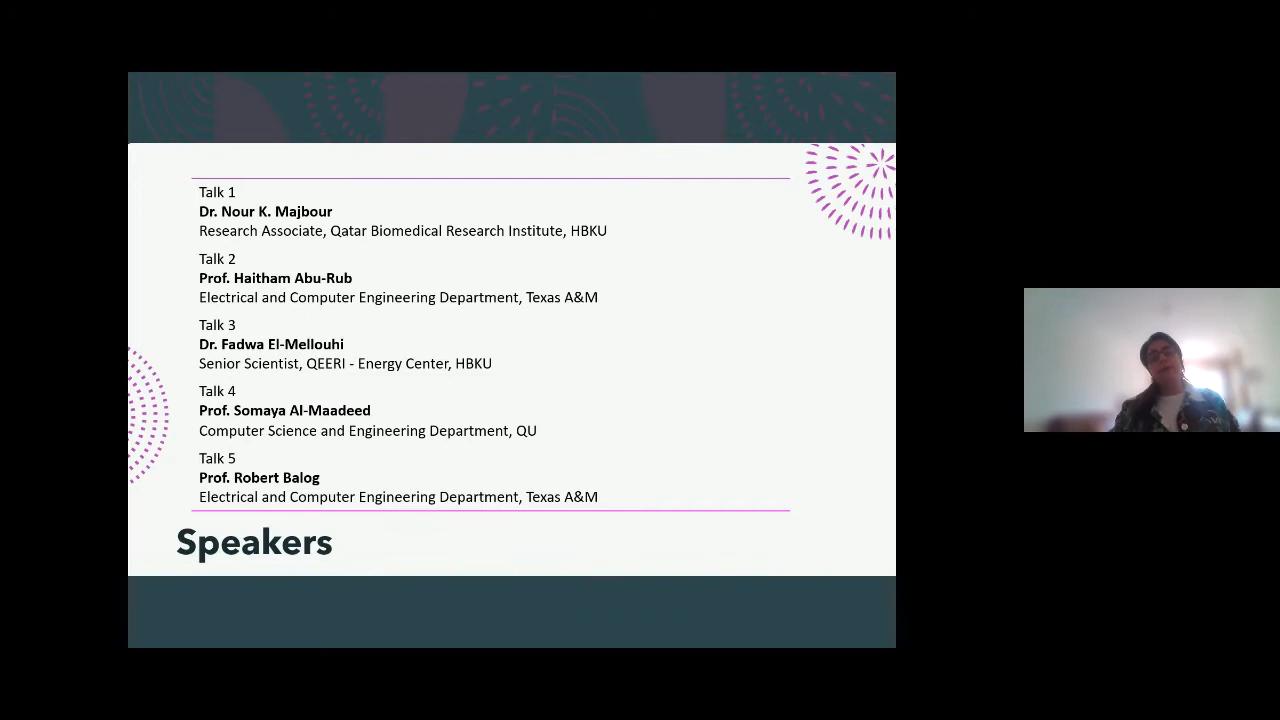 Talk 1
Dr. Nour K. Majbour
Research Associate, Qatar Biomedical Research Institute, HBKU
Talk 2
Prof. Haitham Abu-Rub
Electrical and Computer Engineering Department, Texas A&M
Talk 3
Dr. Fadwa El-Mellouhi
Senior Scientist, QEERI - Energy Center, HBKU
Talk 4
Prof. Somaya Al-Maadeed
Computer Science and Engineering Department, QU
Talk 5
Prof. Robert Balog
Electrical and Computer Engineering Department, Texas A&M
Speakers